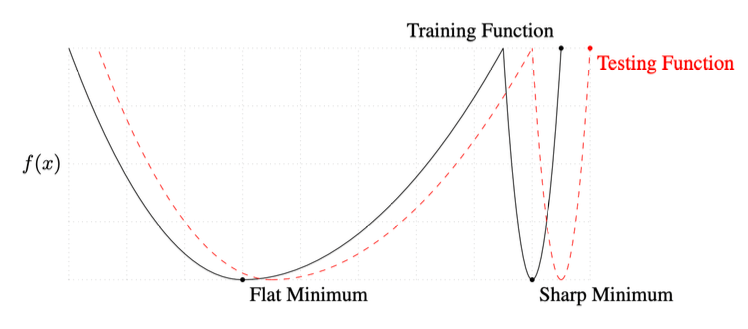 Training Function
Testing Function
f(x)
Flat Minimum
Sharp Minimum